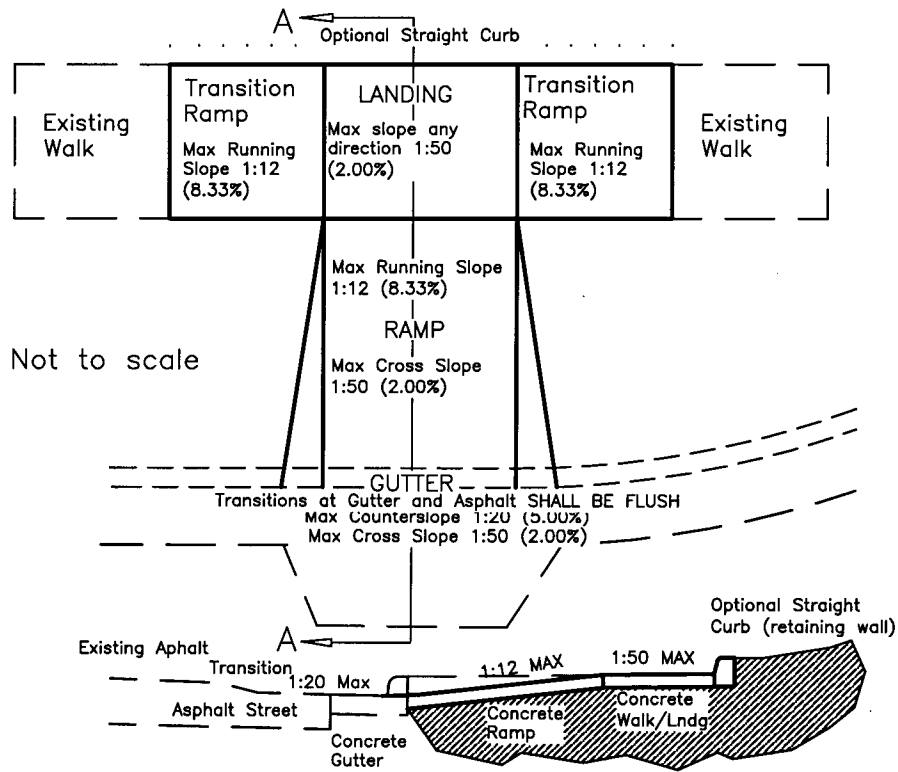 A
Optional Straight Curb
Transition
Ramp
Max Running
Slope 1:12
(8.33%)
LANDING
Max slope any
direction 1:50
(2.00%)
Transition
Ramp
Max Running
Slope 1:12
(8.33%)
Existing
Walk
Existing
Walk
Max Running Slope
1:12 (8.33%)
RAMP
Max Cross Slope
1:50 (2.00%)
Not to scale
GUTTER
Transitions at Gutter and Asphalt SHALL BE FLUSH
Max Counterslope 1:20 (5.00%)
Max Cross Slope 1:50 (2.00%)
A
Optional Straight
Curb (retaining wall)
Existing Aphalt
Transition
1:20 Max
1:12 MAX
1:50 MAX
Asphalt Street
Concrete
Gutter
Concrete
Ramp
Concrete
Walk/Lndg